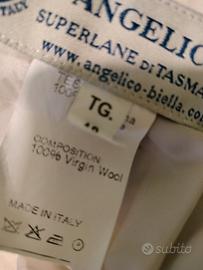 ANGELICO
ITALY
SUPERLANE DI TASMA
www.angelico-biella.co
TG.
COMPOSITION
100% Virgin Wool
MADE IN ITALY
subito